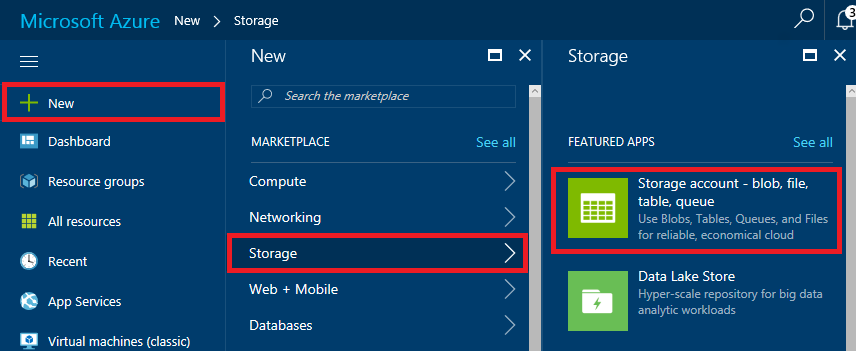 Microsoft Azure New > Storage
3
New
Dashboard
Resource groups
All resources
Recent
App Services
Virtual machines (classic)
New
Search the marketplace
MARKETPLACE See all
Compute
Networking
Storage
Web + Mobile
Databases
Storage
FEATURED APPS See all
Storage account - blob, file,
table, queue
Use Blobs, Tables, Queues, and Files
for reliable, economical cloud
Data Lake Store
Hyper-scale repository for big data
analytic workloads